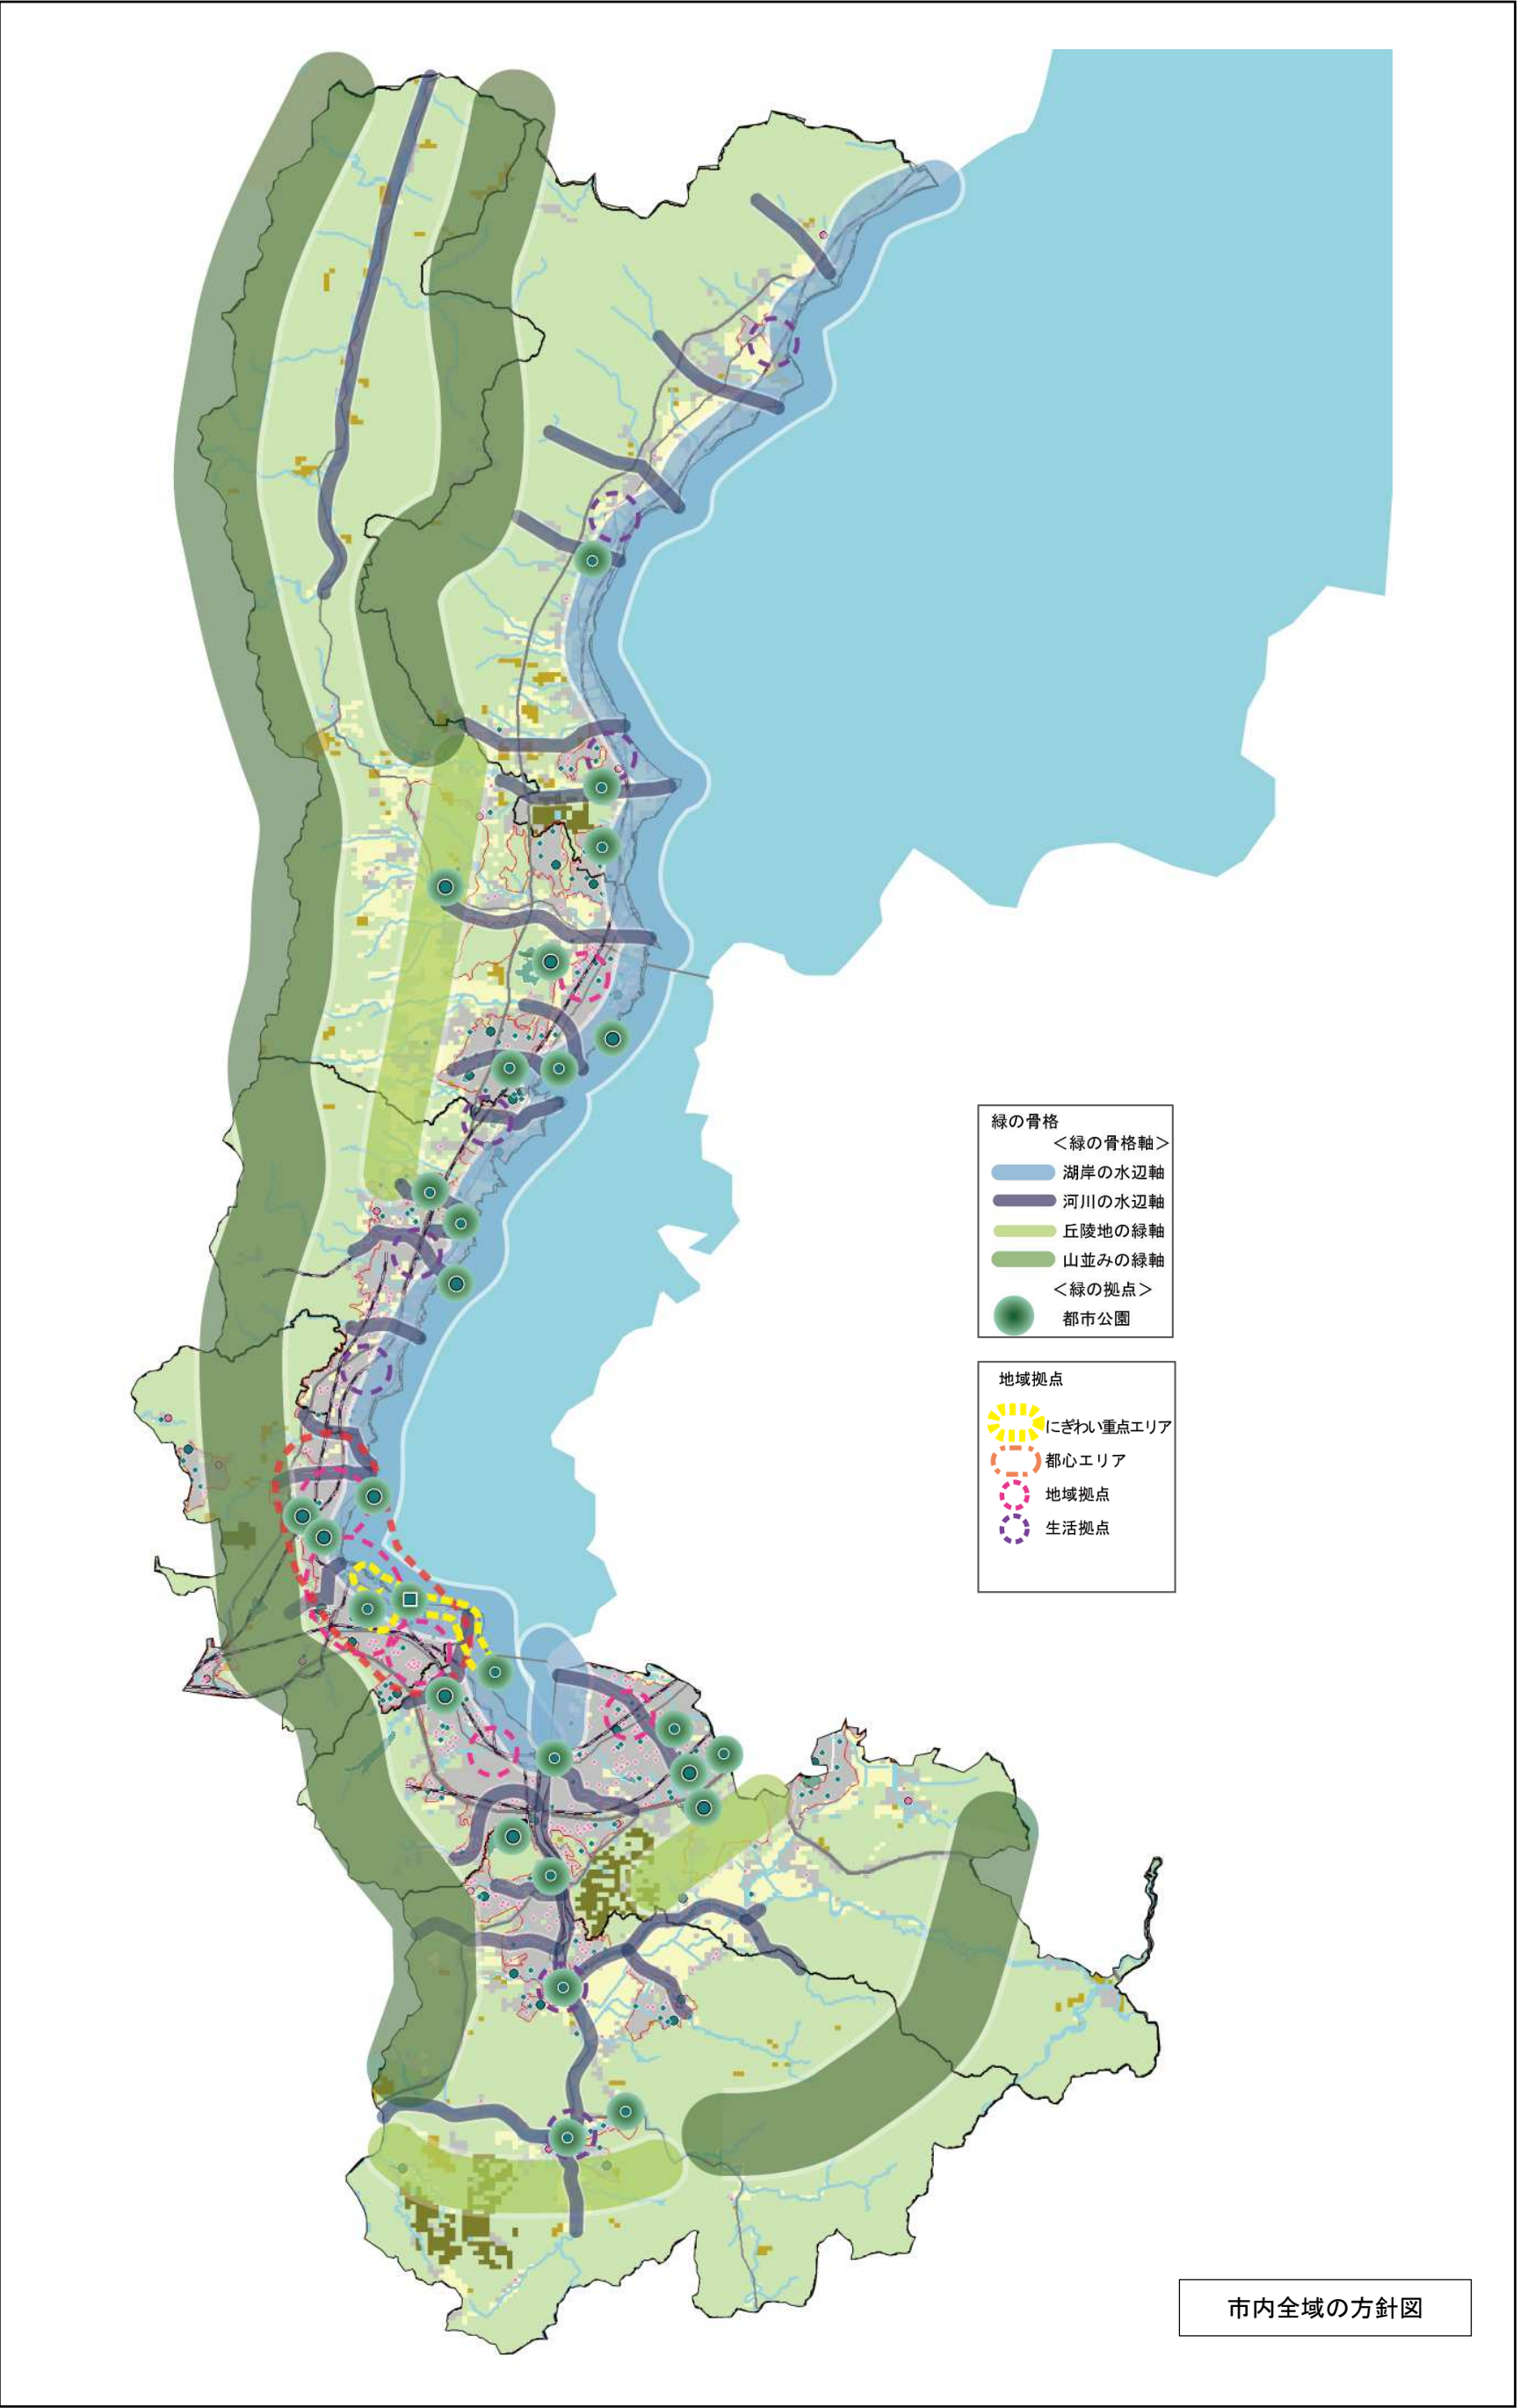 緑の骨格
＜緑の骨格軸＞
湖岸の水辺軸
河川の水辺軸
丘陵地の緑軸
山並みの緑軸
＜緑の拠点＞
都市公園
地域拠点
にぎわい重点エリア
都心エリア
地域拠点
生活拠点
市内全域の方針図